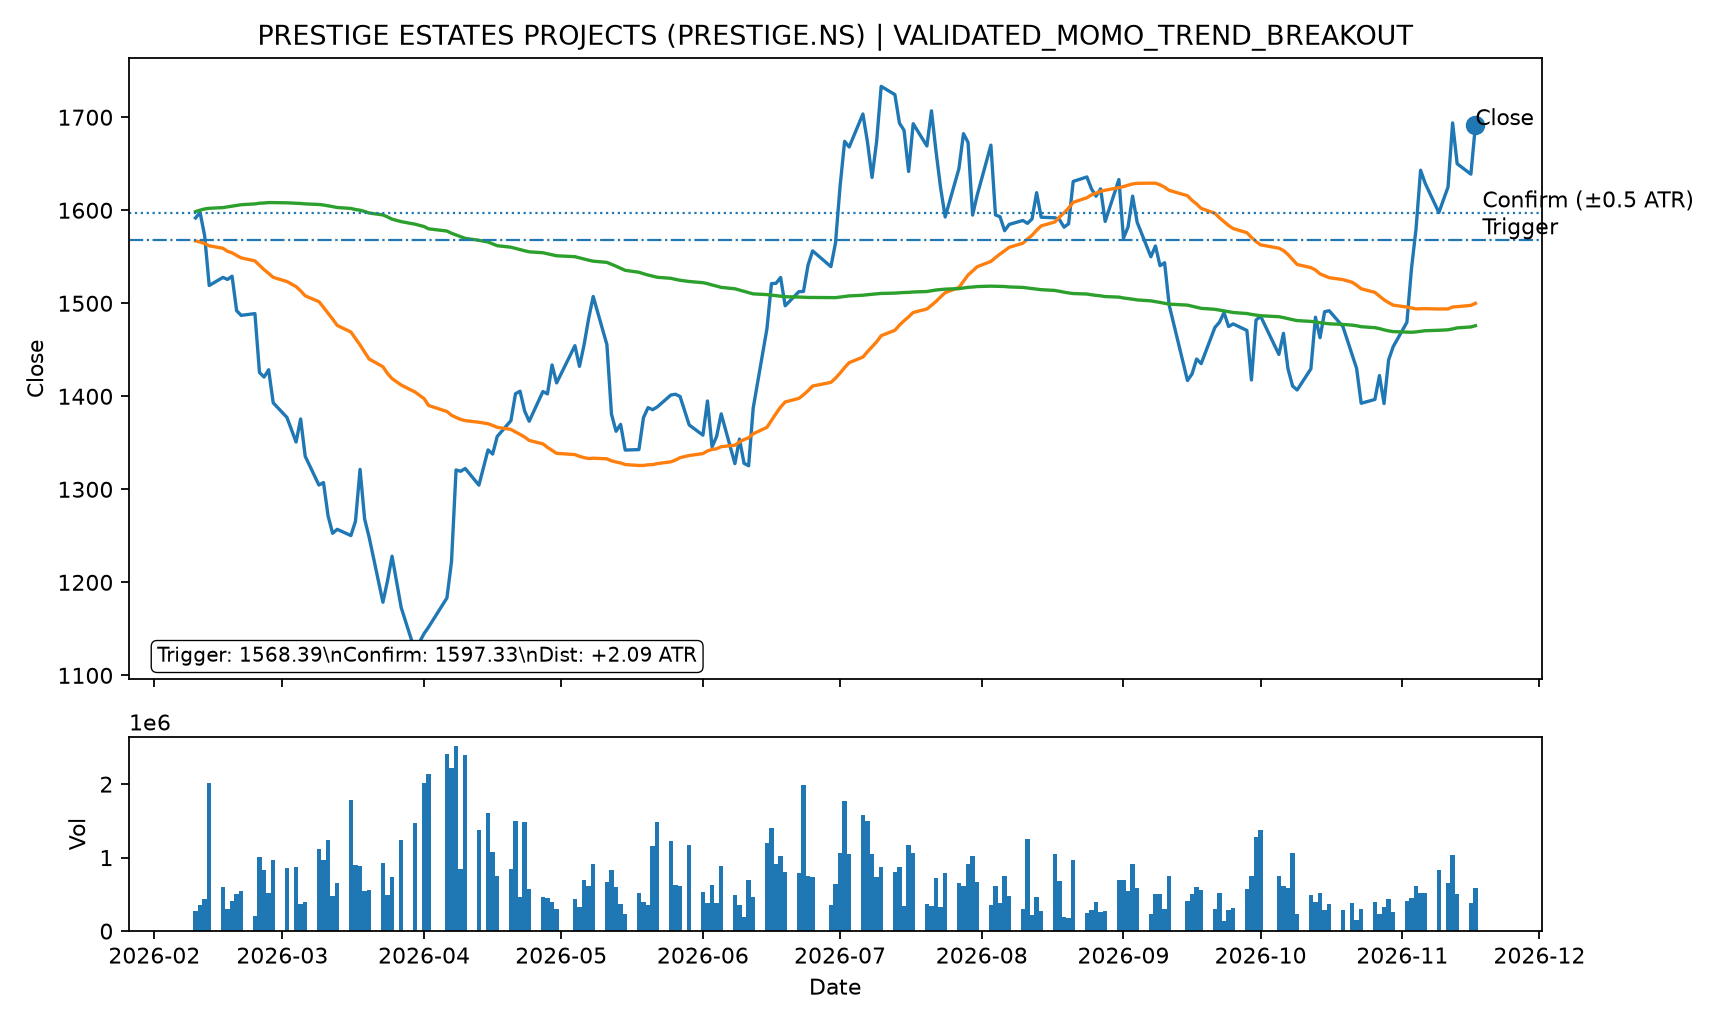 PRESTIGE ESTATES PROJECTS (PRESTIGE.NS) | VALIDATED_MOMO_TREND_BREAKOUT
Close
1700
1600
1500
1400
1300
1200
1100
Close
Confirm (±0.5 ATR)
Trigger
Trigger: 1568.39\nConfirm: 1597.33\nDist: +2.09 ATR
1e6
Vol
2
1
0
2026-02 2026-03 2026-04 2026-05 2026-06 2026-07 2026-08 2026-09 2026-10 2026-11 2026-12
Date